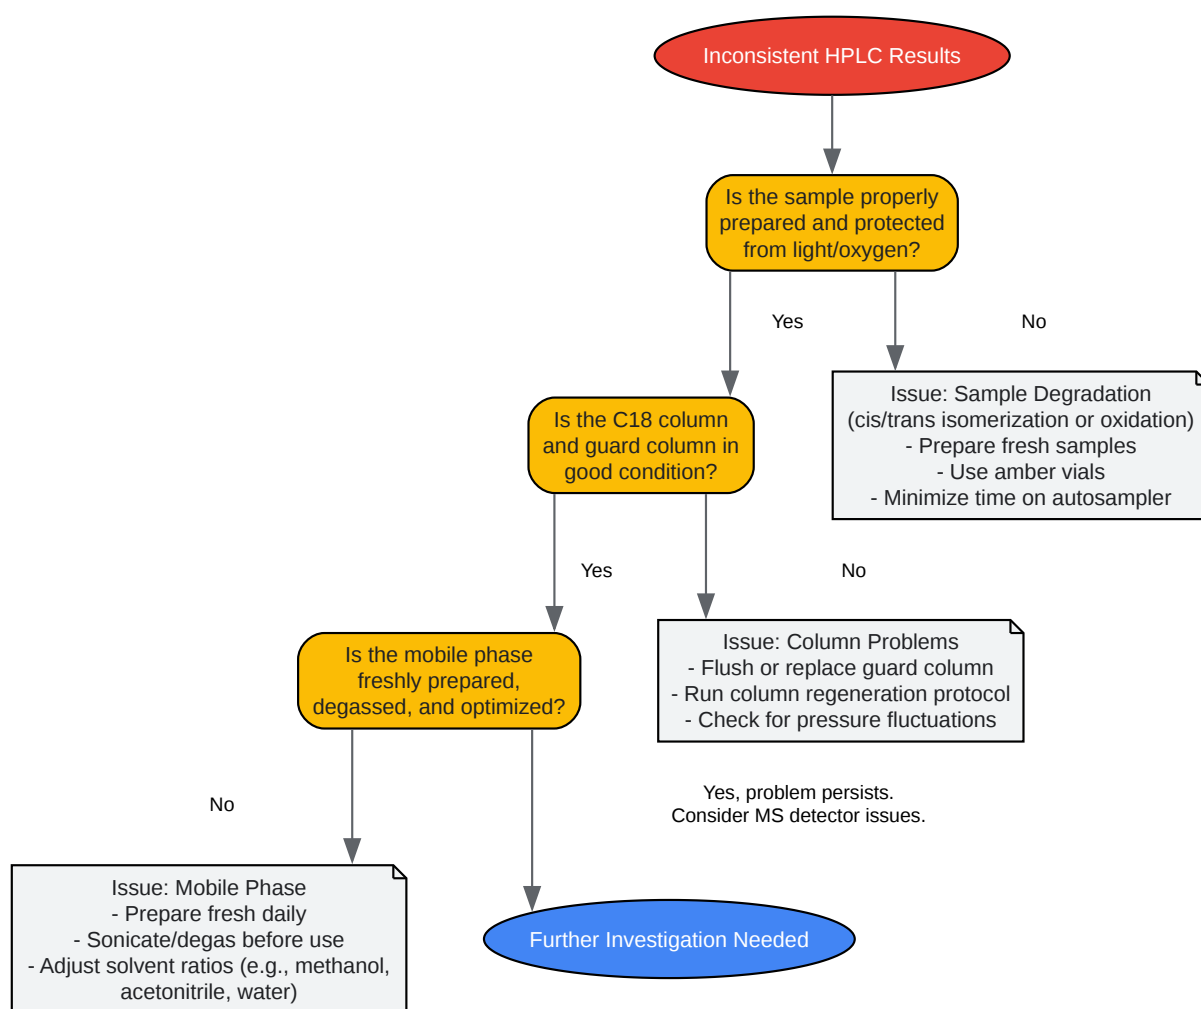 Inconsistent HPLC Results
Is the sample properly
prepared and protected
from light/oxygen?
Yes
No
Issue: Sample Degradation
(cis/trans isomerization or oxidation)
- Prepare fresh samples
- Use amber vials
- Minimize time on autosampler
Is the C18 column
and guard column in
good condition?
Yes
No
Issue: Column Problems
- Flush or replace guard column
- Run column regeneration protocol
- Check for pressure fluctuations
Is the mobile phase
freshly prepared,
degassed, and optimized?
No
Yes, problem persists.
Consider MS detector issues.
Issue: Mobile Phase
- Prepare fresh daily
- Sonicate/degas before use
- Adjust solvent ratios (e.g., methanol,
acetonitrile, water)
Further Investigation Needed